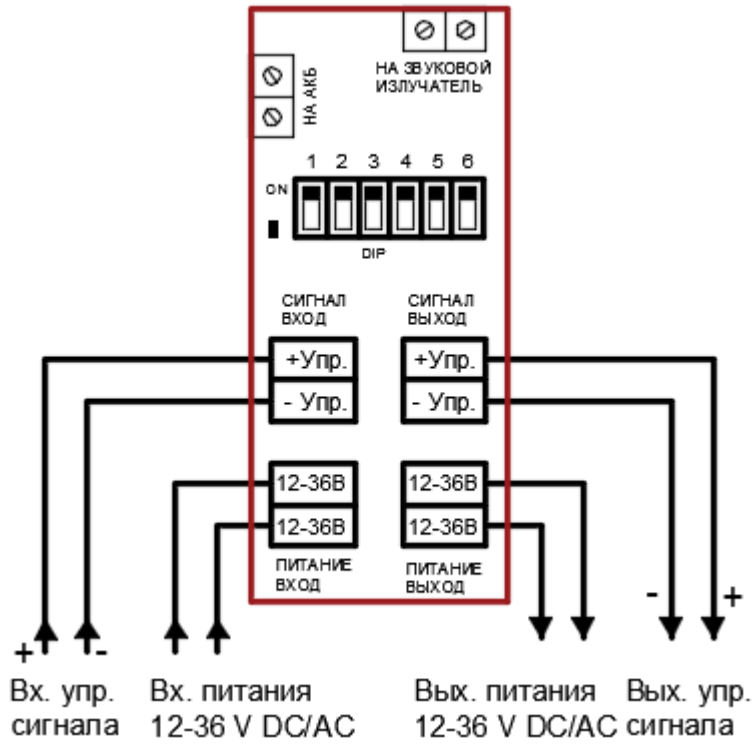 НА ЗВУКОВОЙ
ИЗЛУЧАТЕЛЬ
НА АКБ
1 2 3 4 5 6
ON
DIP
СИГНАЛ
ВХОД
СИГНАЛ
ВЫХОД
+Упр.
- Упр.
+Упр.
- Упр.
12-36В
12-36В
12-36В
12-36В
ПИТАНИЕ
ВХОД
ПИТАНИЕ
ВЫХОД
+ -
- +
Вх. упр.
сигнала
Вх. питания
12-36 V DC/AC
Вых. питания
12-36 V DC/AC
Вых. упр.
сигнала